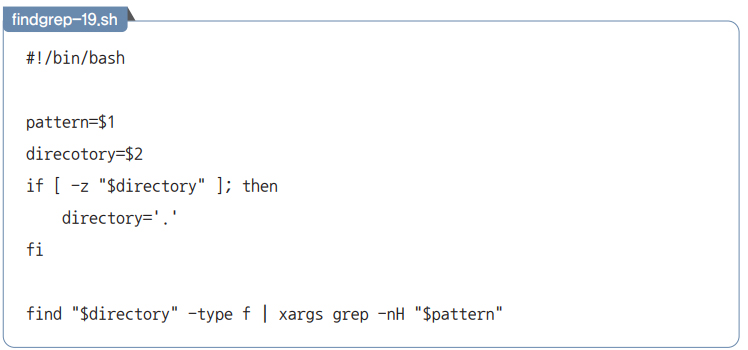 findgrep-19.sh
#!/bin/bash
pattern=$1
direcotory=$2
if [ -z "$directory" ]; then
    directory='.'
fi
find "$directory" -type f | xargs grep -nH "$pattern"